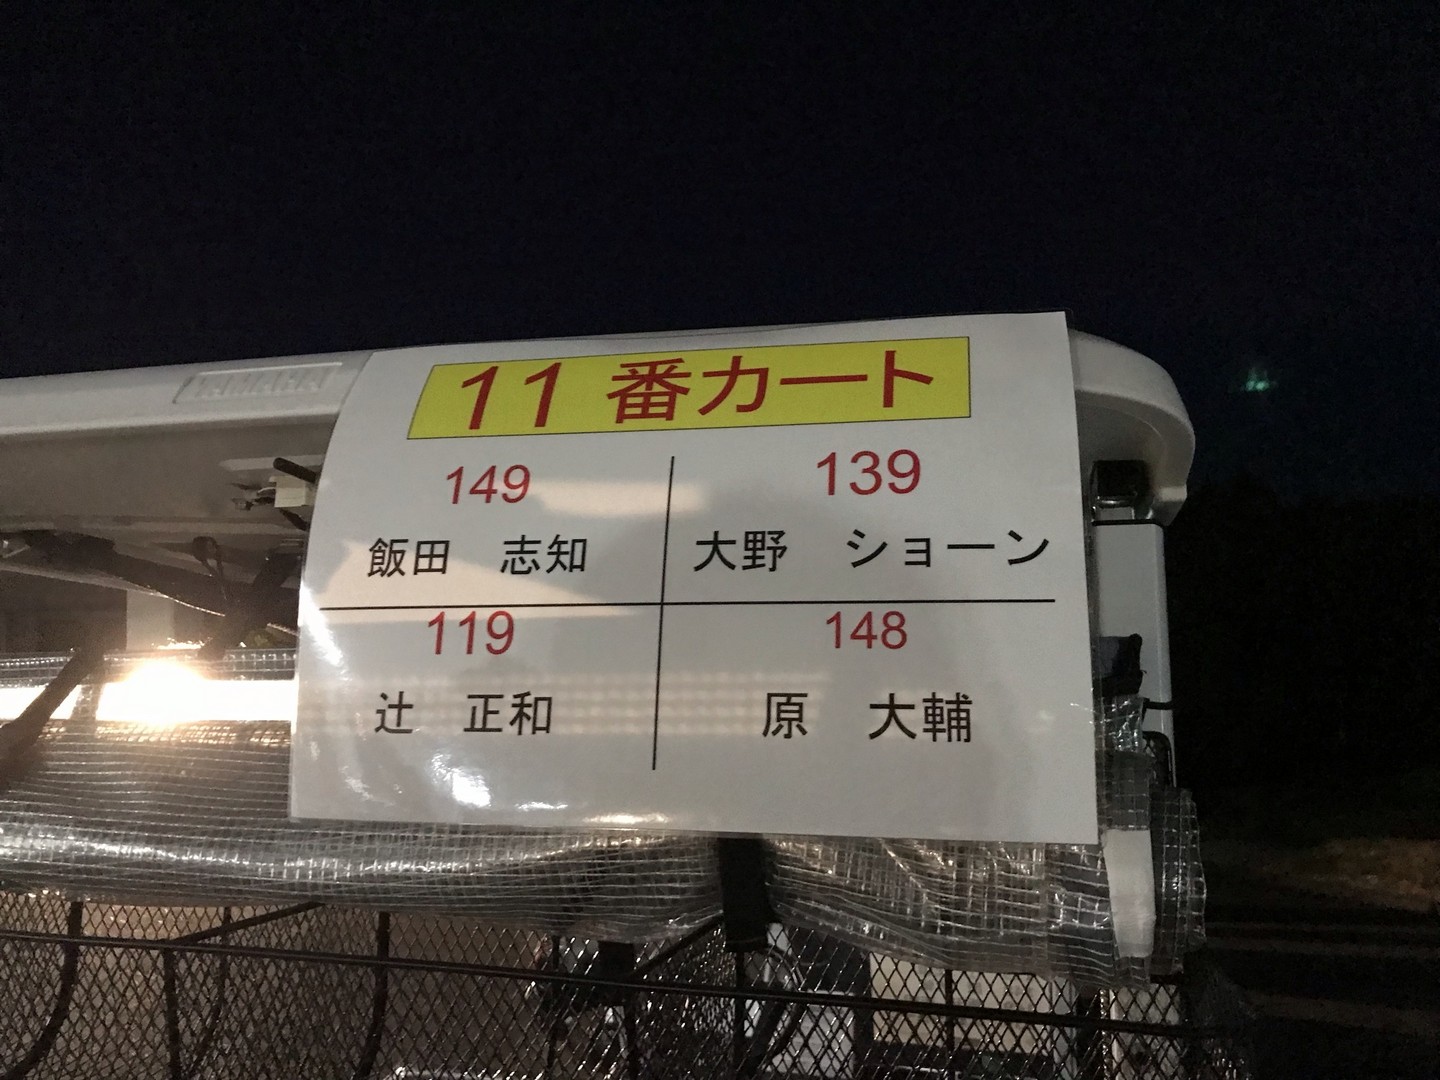 YAMAHA
11 番カート
149 139
飯田 志知 大野 ショーン
119 148
辻 正和 原 大輔